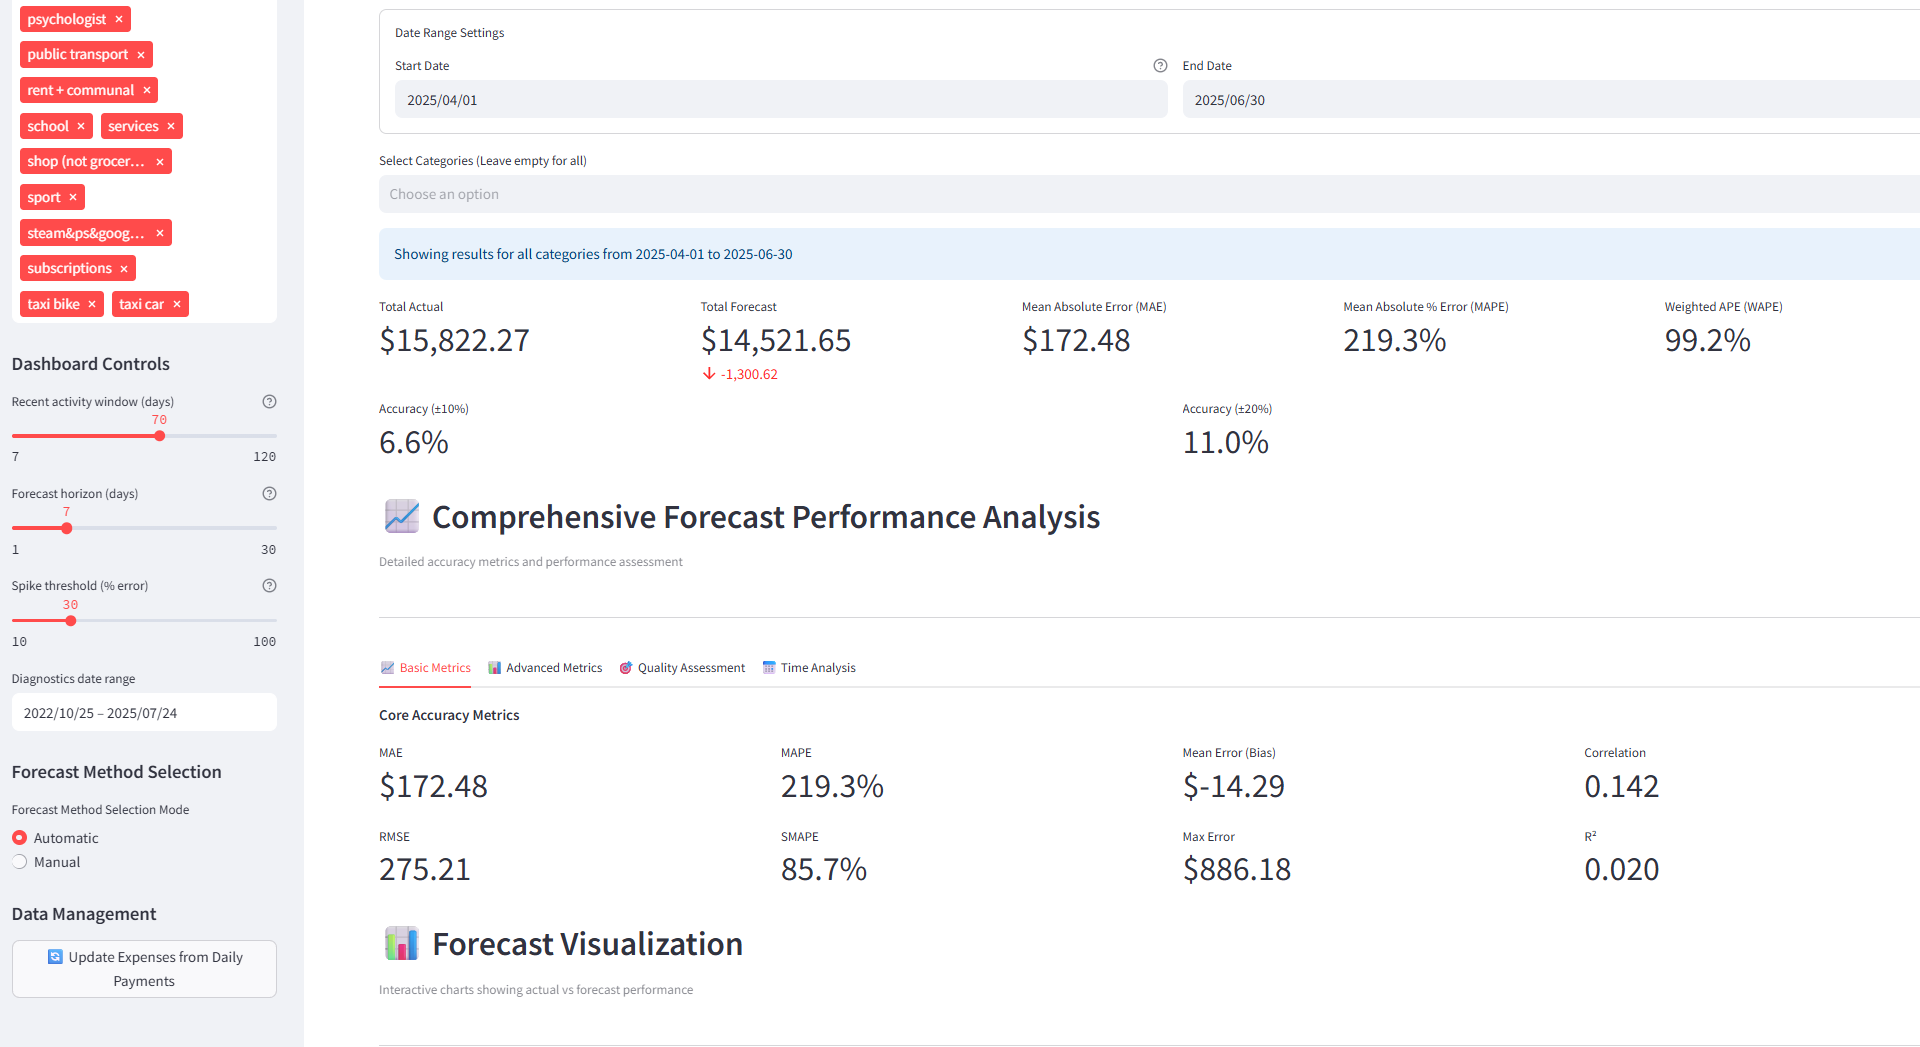 psychologist ×
public transport ×
rent + communal ×
school × services ×
shop (not grocer... ×
sport ×
steam&ps&goog... ×
subscriptions ×
taxi bike × taxi car ×
Dashboard Controls
Recent activity window (days)
70
7 120
Forecast horizon (days)
7
1 30
Spike threshold (% error)
30
10 100
Diagnostics date range
2022/10/25 – 2025/07/24
Forecast Method Selection
Forecast Method Selection Mode
Automatic
Manual
Data Management
Update Expenses from Daily
Payments
Date Range Settings
Start Date End Date
2025/04/01 2025/06/30
Select Categories (Leave empty for all)
Choose an option
Showing results for all categories from 2025-04-01 to 2025-06-30
Total Actual Total Forecast Mean Absolute Error (MAE) Mean Absolute % Error (MAPE) Weighted APE (WAPE)
$15,822.27 $14,521.65 $172.48 219.3% 99.2%
↓ -1,300.62
Accuracy (±10%) Accuracy (±20%)
6.6% 11.0%
Comprehensive Forecast Performance Analysis
Detailed accuracy metrics and performance assessment
Basic Metrics Advanced Metrics Quality Assessment Time Analysis
Core Accuracy Metrics
MAE MAPE Mean Error (Bias) Correlation
$172.48 219.3% $-14.29 0.142
RMSE SMAPE Max Error R²
275.21 85.7% $886.18 0.020
Forecast Visualization
Interactive charts showing actual vs forecast performance